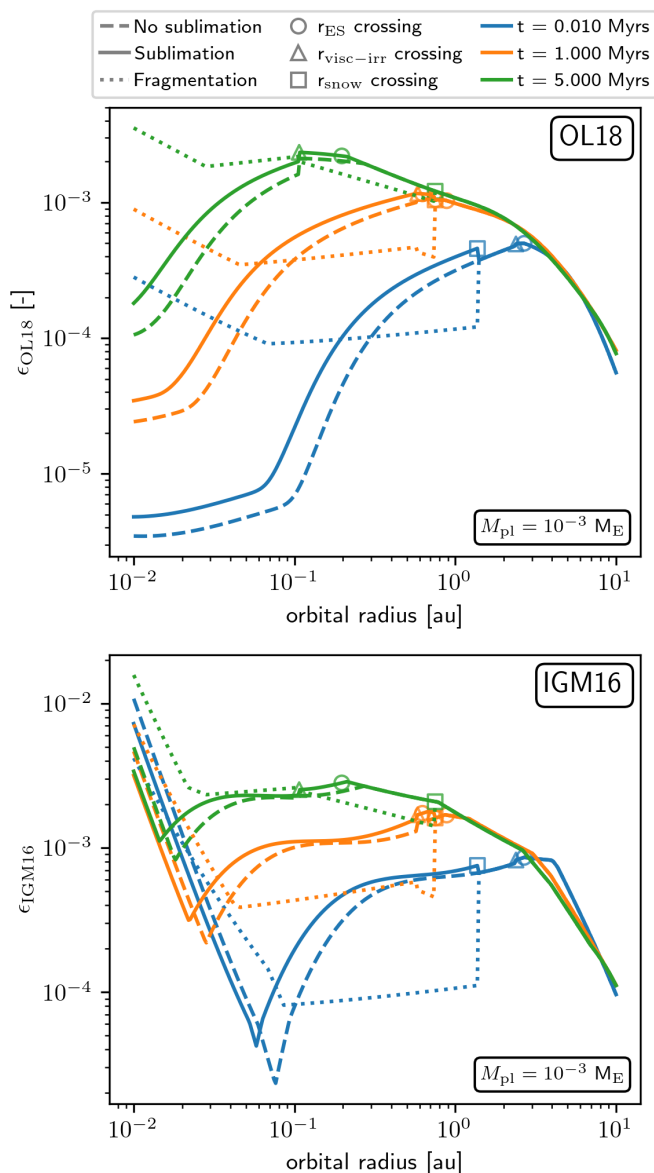 No sublimation
Sublimation
Fragmentation
r_ES crossing
r_visc−irr crossing
r_snow crossing
t = 0.010 Myrs
t = 1.000 Myrs
t = 5.000 Myrs
OL18
10^-3
10^-4
10^-5
ϵ_OL18 [-]
M_pl = 10^-3 M_E
10^-2 10^-1 10^0 10^1
orbital radius [au]
IGM16
10^-2
10^-3
10^-4
ϵ_IGM16
M_pl = 10^-3 M_E
10^-2 10^-1 10^0 10^1
orbital radius [au]